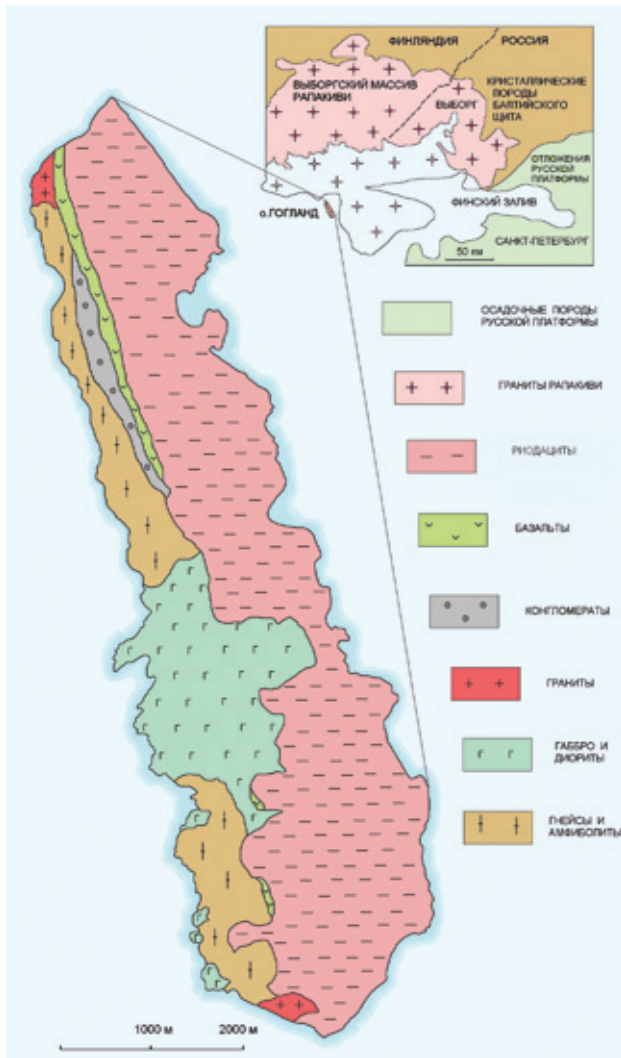 ФИНЛЯНДИЯ
РОССИЯ
ВЫБОРГСКИЙ МАССИВ
РАПАКИВИ
ВЫБОРГ
КРИСТАЛЛИЧЕСКИЕ
ПОРОДЫ
БАЛТИЙСКОГО
ЩИТА
ОТЛОЖЕНИЯ
РУССКОЙ
ПЛАТФОРМЫ
о.ГОГЛАНД
ФИНСКИЙ ЗАЛИВ
САНКТ-ПЕТЕРБУРГ
50 км
ОСАДОЧНЫЕ ПОРОДЫ
РУССКОЙ ПЛАТФОРМЫ
ГРАНИТЫ РАПАКИВИ
РИОДАЦИТЫ
БАЗАЛЬТЫ
КОНГЛОМЕРАТЫ
ГРАНИТЫ
ГАББРО И
ДИОРИТЫ
ГНЕЙСЫ И
АМФИБОЛИТЫ
1000 м
2000 м